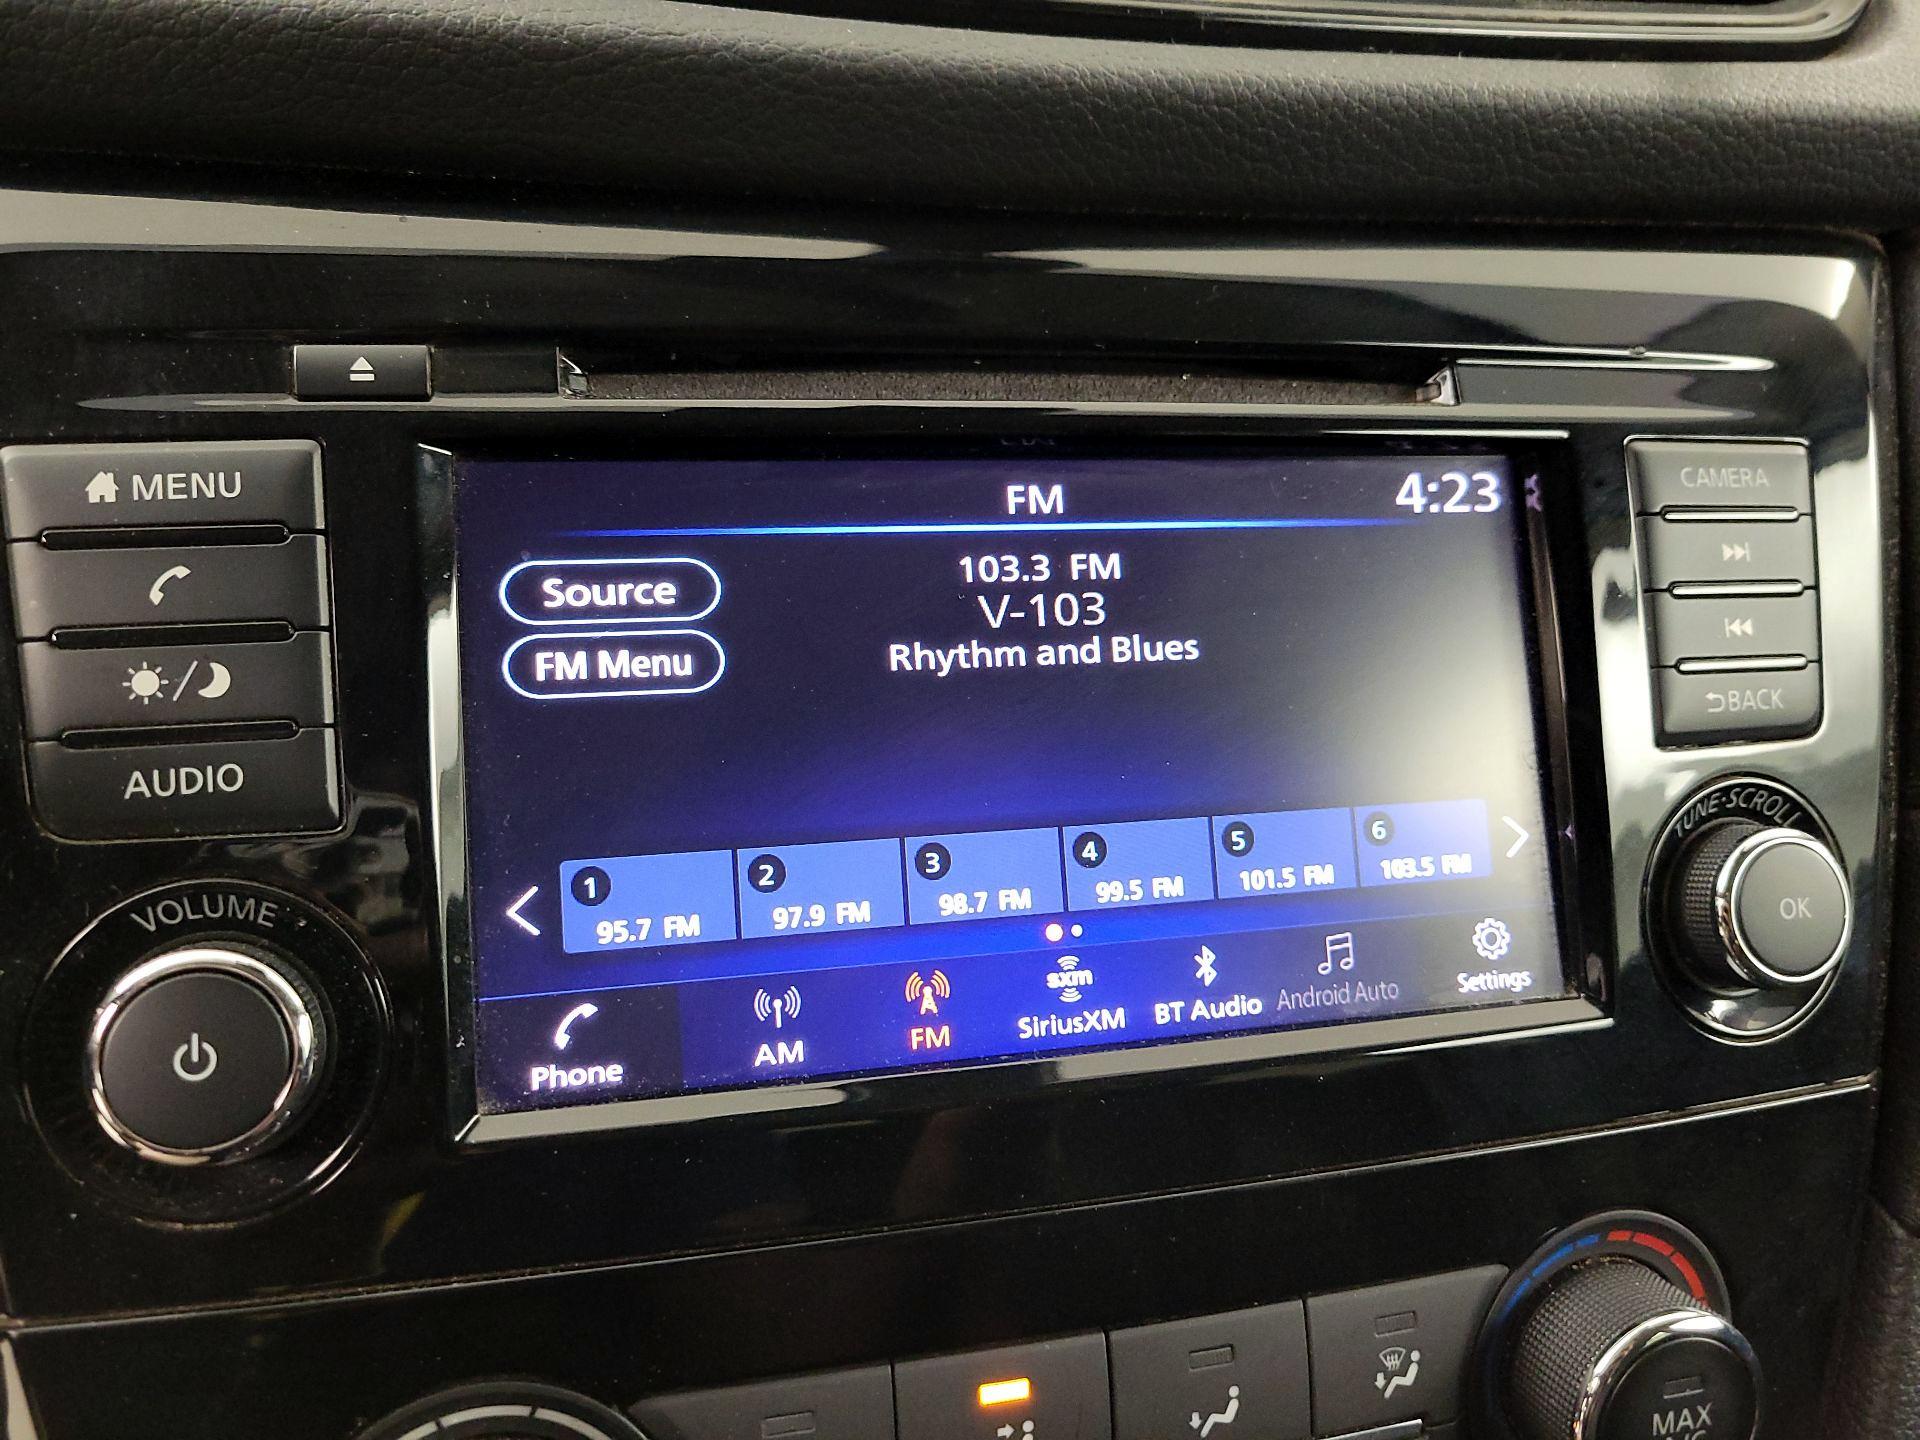 MENU
AUDIO
VOLUME
FM
4:23
Source
FM Menu
103.3 FM
V-103
Rhythm and Blues
1
95.7 FM
2
97.9 FM
3
98.7 FM
4
99.5 FM
5
101.5 FM
6
103.5 FM
Phone
AM
FM
sxm
SiriusXM
BT Audio
Android Auto
Settings
CAMERA
BACK
TUNE·SCROLL
OK
MAX